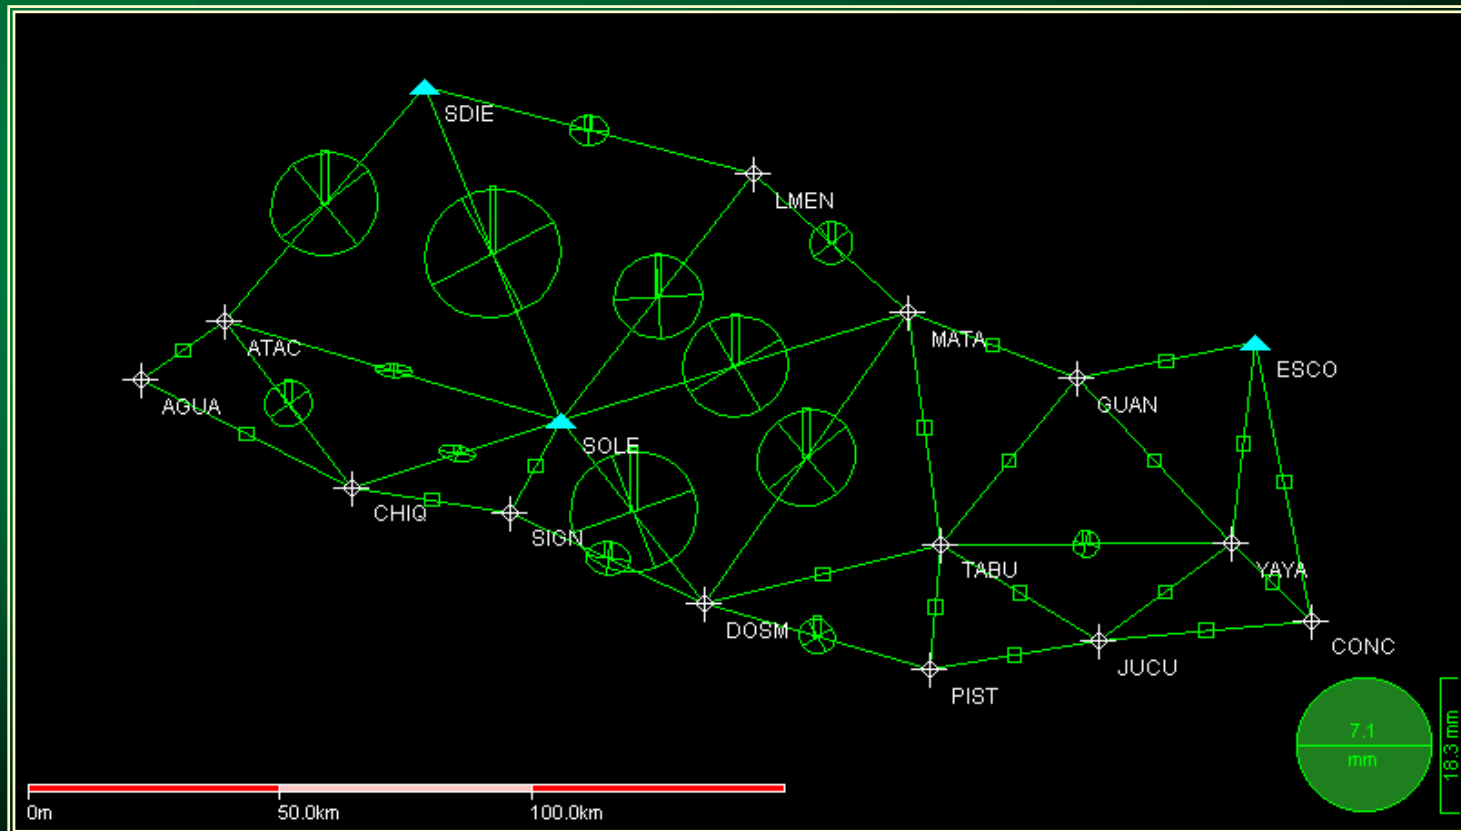 SDIE
LMEN
MATA
ATAC
ESCO
AGUA
GUAN
SOLE
CHIQ
SIGN
TABU
YAYA
DOSM
CONC
JUCU
PIST
7.1
mm
18.3 mm
0m
50.0km
100.0km